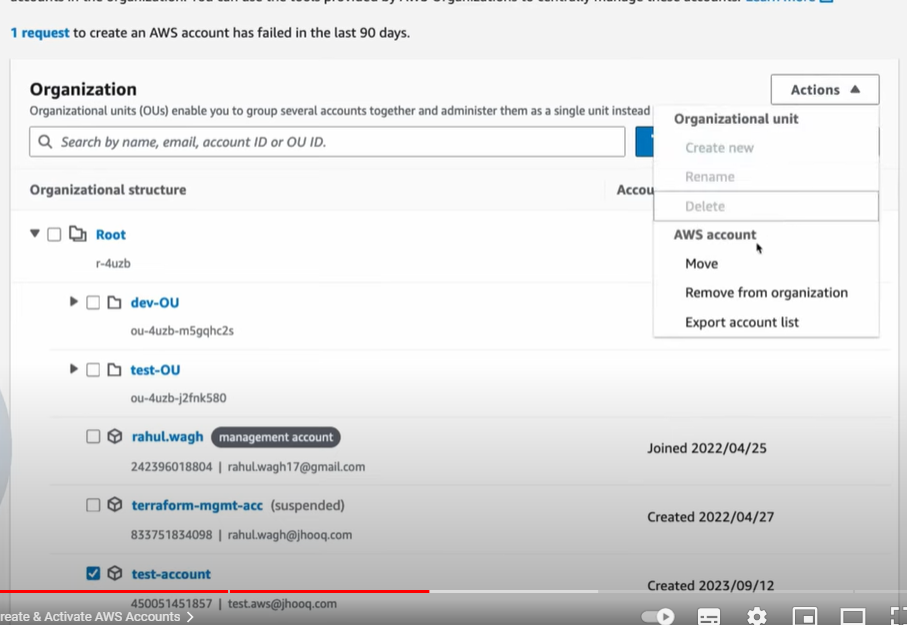 1 request to create an AWS account has failed in the last 90 days.
Organization
Actions
Organizational units (OUs) enable you to group several accounts together and administer them as a single unit instead
Organizational unit
Search by name, email, account ID or OU ID.
Create new
Rename
Organizational structure
Accou
Delete
AWS account
Root
r-4uzb
Move
Remove from organization
dev-OU
Export account list
ou-4uzb-m5gqhc2s
test-OU
ou-4uzb-j2fnk580
rahul.wagh management account
Joined 2022/04/25
242396018804 | rahul.wagh17@gmail.com
terraform-mgmt-acc (suspended)
Created 2022/04/27
833751834098 | rahul.wagh@jhooq.com
test-account
Created 2023/09/12
450051451857 | test.aws@jhooq.com
reate & Activate AWS Accounts